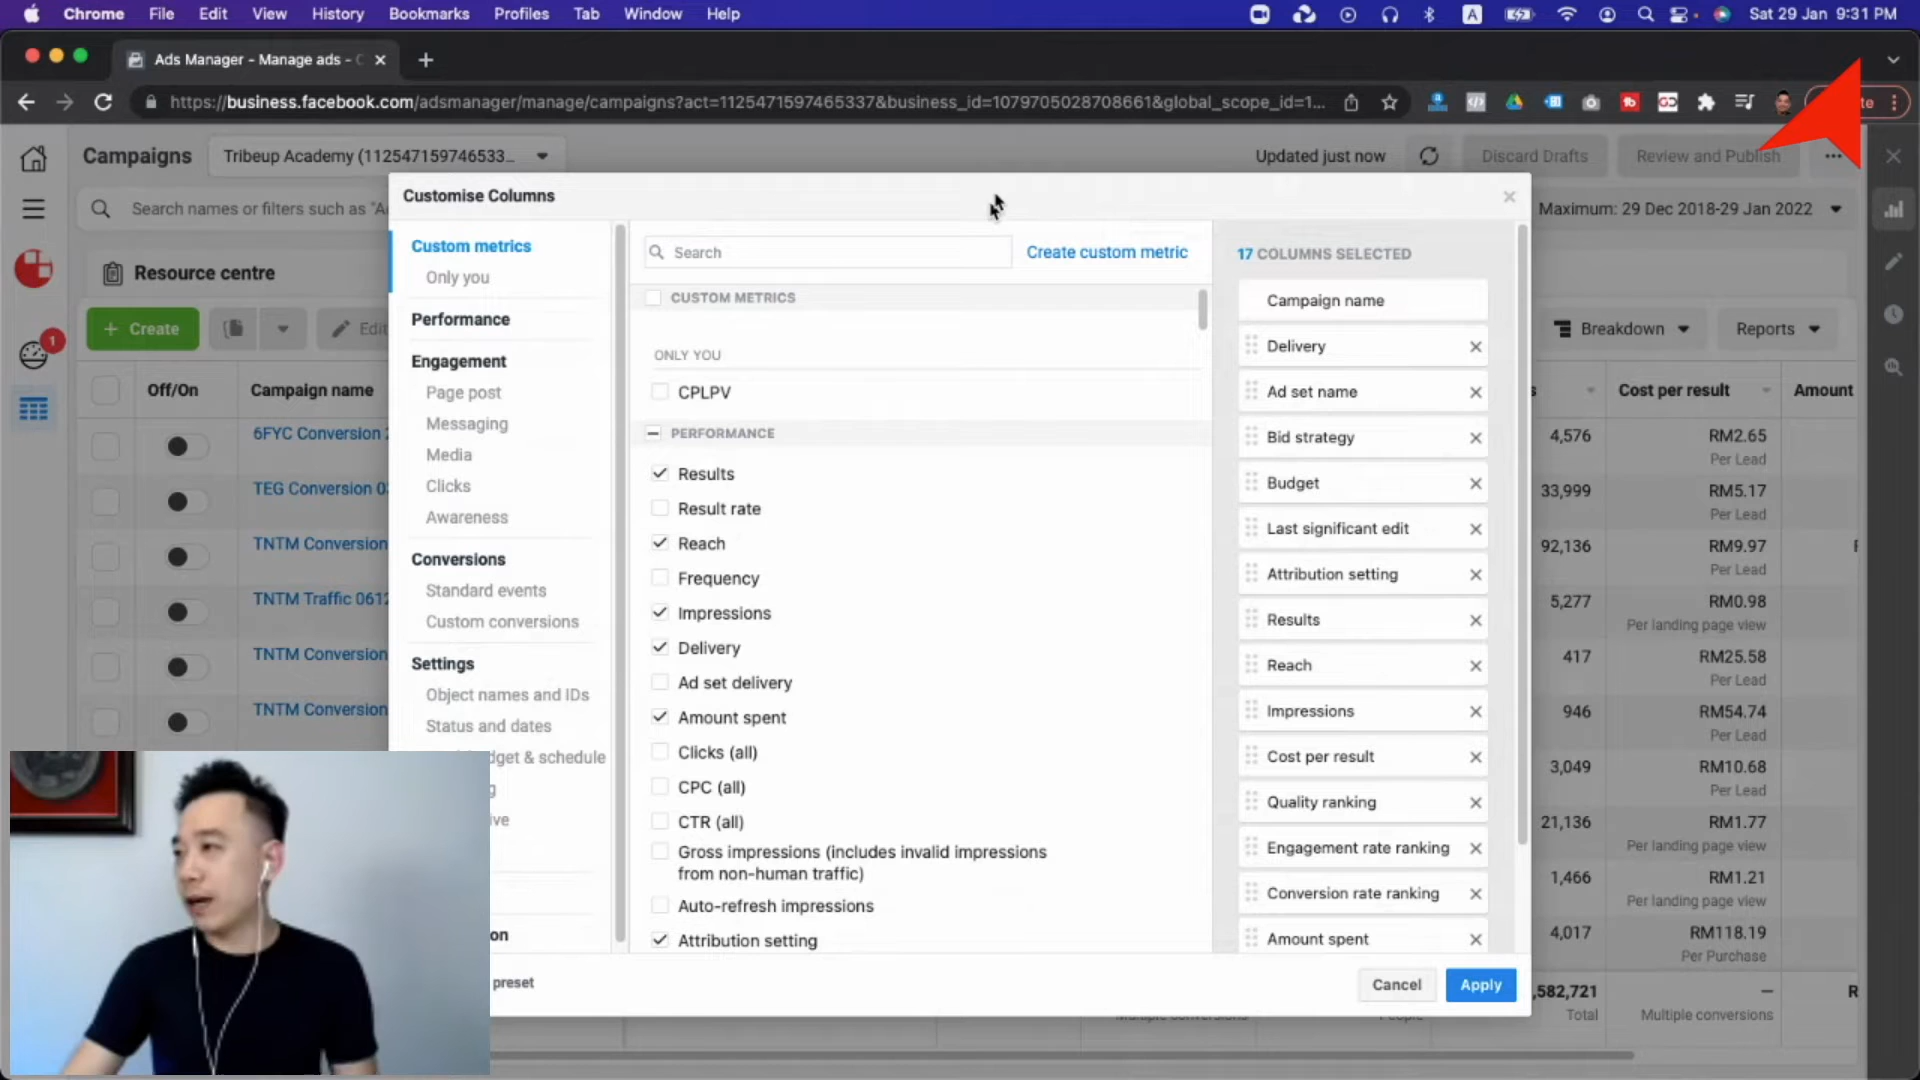 Chrome File Edit View History Bookmarks Profiles Tab Window Help
A
Sat 29 Jan 9:31 PM
Ads Manager - Manage ads -
https://business.facebook.com/adsmanager/manage/campaigns?act=1125471597465337&business_id=1079705028708661&global_scope_id=1...
Campaigns
Tribeup Academy (112547159746533...
Updated just now
Discard Drafts
Review and Publish
Search names or filters such as
Maximum: 29 Dec 2018-29 Jan 2022
Resource centre
1
+ Create
Edit
Breakdown
Reports
Off/On
Campaign name
Cost per result
Amount
6FYC Conversion
4,576
RM2.65
Per Lead
TEG Conversion
33,999
RM5.17
Per Lead
TNTM Conversion
92,136
RM9.97
Per Lead
TNTM Traffic 0612
5,277
RM0.98
Per landing page view
TNTM Conversion
417
RM25.58
Per Lead
TNTM Conversion
946
RM54.74
Per Lead
3,049
RM10.68
Per Lead
21,136
RM1.77
Per landing page view
1,466
RM1.21
Per landing page view
4,017
RM118.19
Per Purchase
,582,721
Total
—
Multiple conversions
R
Customise Columns
Custom metrics
Only you
Performance
Engagement
Page post
Messaging
Media
Clicks
Awareness
Conversions
Standard events
Custom conversions
Settings
Object names and IDs
Status and dates
dget & schedule
g
ve
on
preset
Search
Create custom metric
CUSTOM METRICS
ONLY YOU
CPLPV
PERFORMANCE
Results
Result rate
Reach
Frequency
Impressions
Delivery
Ad set delivery
Amount spent
Clicks (all)
CPC (all)
CTR (all)
Gross impressions (includes invalid impressions
from non-human traffic)
Auto-refresh impressions
Attribution setting
17 COLUMNS SELECTED
Campaign name
Delivery
Ad set name
Bid strategy
Budget
Last significant edit
Attribution setting
Results
Reach
Impressions
Cost per result
Quality ranking
Engagement rate ranking
Conversion rate ranking
Amount spent
Cancel
Apply